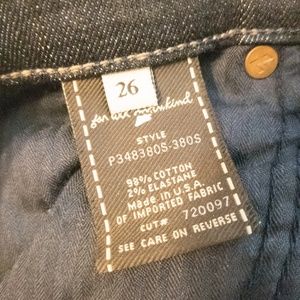 26
for all mankind
STYLE
P348380S-380S
98% COTTON
2% ELASTANE
Made in U.S.A.
OF IMPORTED FABRIC
CUT# 720097
SEE CARE ON REVERSE